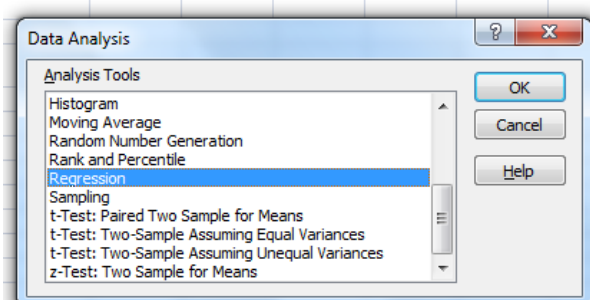 Data Analysis
Analysis Tools
Histogram
Moving Average
Random Number Generation
Rank and Percentile
Regression
Sampling
t-Test: Paired Two Sample for Means
t-Test: Two-Sample Assuming Equal Variances
t-Test: Two-Sample Assuming Unequal Variances
z-Test: Two Sample for Means
OK
Cancel
Help